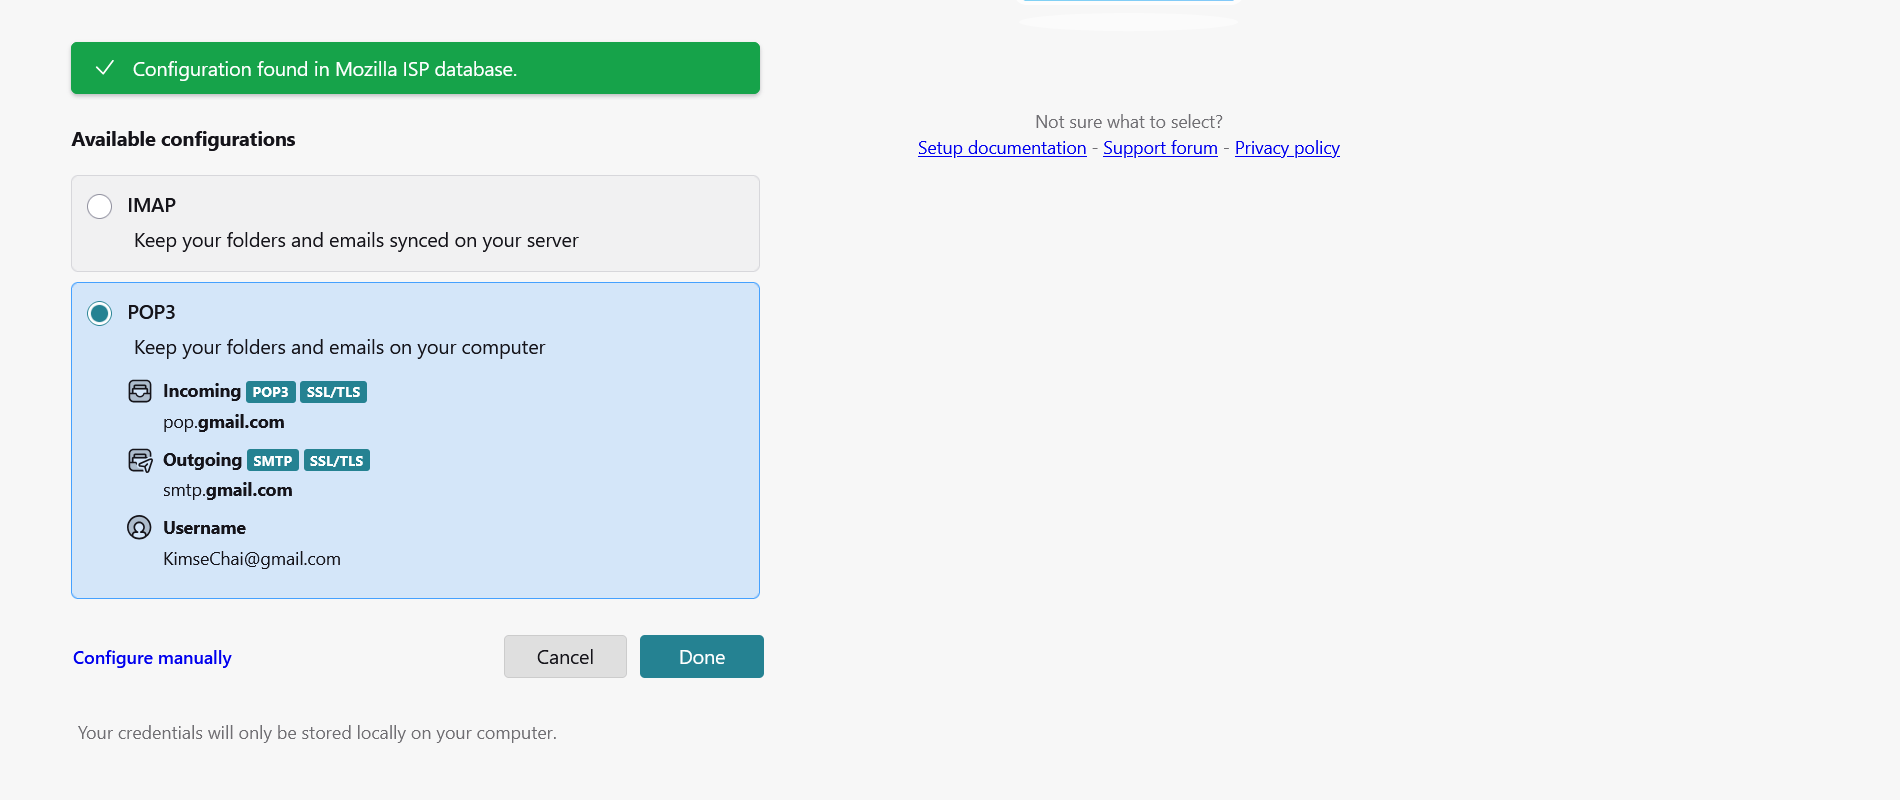 Configuration found in Mozilla ISP database.
Not sure what to select?
Setup documentation - Support forum - Privacy policy
Available configurations
IMAP
Keep your folders and emails synced on your server
POP3
Keep your folders and emails on your computer
Incoming POP3 SSL/TLS
pop.gmail.com
Outgoing SMTP SSL/TLS
smtp.gmail.com
Username
KimseChai@gmail.com
Configure manually
Cancel
Done
Your credentials will only be stored locally on your computer.